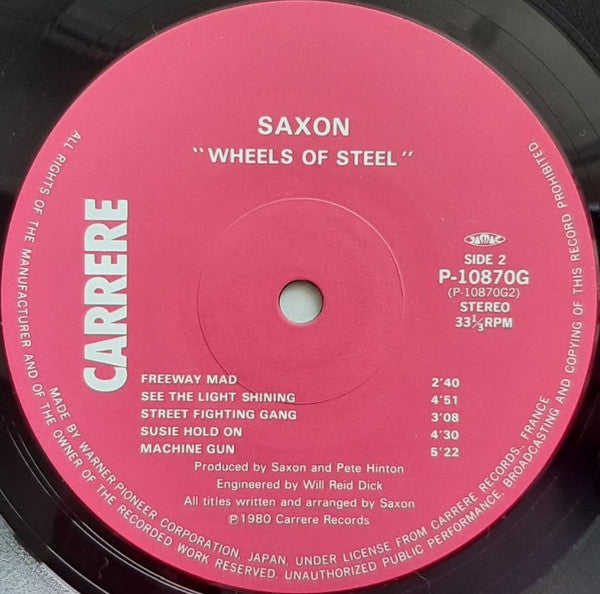 SAXON
"WHEELS OF STEEL"
CARRERE
JASRAC
SIDE 2
P-10870G
(P-10870G2)
STEREO
33⅓RPM
FREEWAY MAD 2'40
SEE THE LIGHT SHINING 4'51
STREET FIGHTING GANG 3'08
SUSIE HOLD ON 4'30
MACHINE GUN 5'22
Produced by Saxon and Pete Hinton
Engineered by Will Reid Dick
All titles written and arranged by Saxon
℗1980 Carrere Records
ALL RIGHTS OF THE MANUFACTURER AND OF THE OWNER OF THE RECORDED WORK RESERVED. UNAUTHORIZED PUBLIC PERFORMANCE, BROADCASTING AND COPYING OF THIS RECORD PROHIBITED.
MADE BY WARNER-PIONEER CORPORATION, JAPAN, UNDER LICENSE FROM CARRERE RECORDS, FRANCE